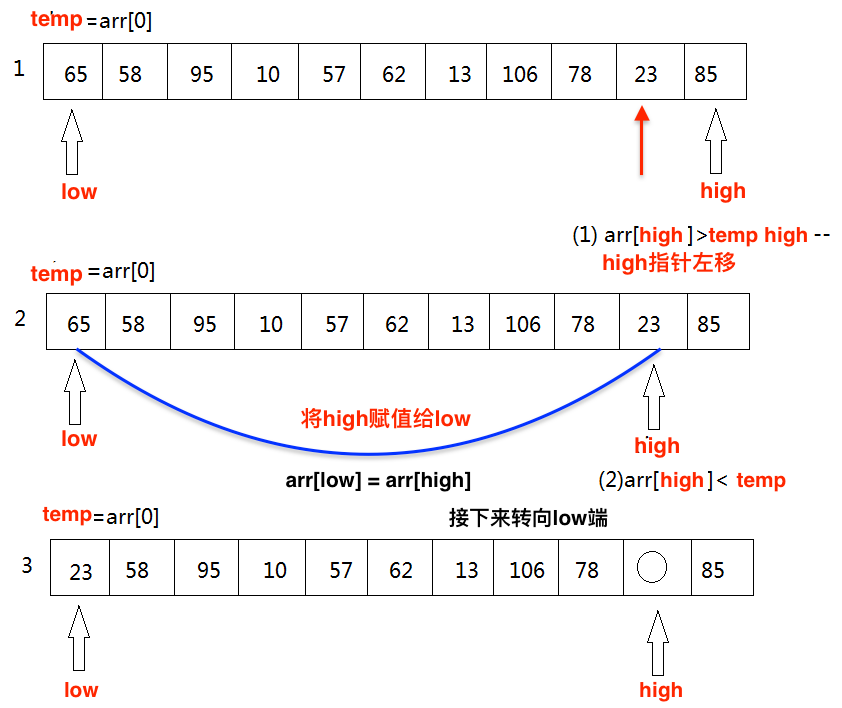 temp=arr[0]
1 65 58 95 10 57 62 13 106 78 23 85
low high
(1) arr[high]>temp high --
high指针左移
temp=arr[0]
2 65 58 95 10 57 62 13 106 78 23 85
将high赋值给low
low high
arr[low] = arr[high] (2)arr[high]< temp
temp=arr[0] 接下来转向low端
3 23 58 95 10 57 62 13 106 78 85
low high